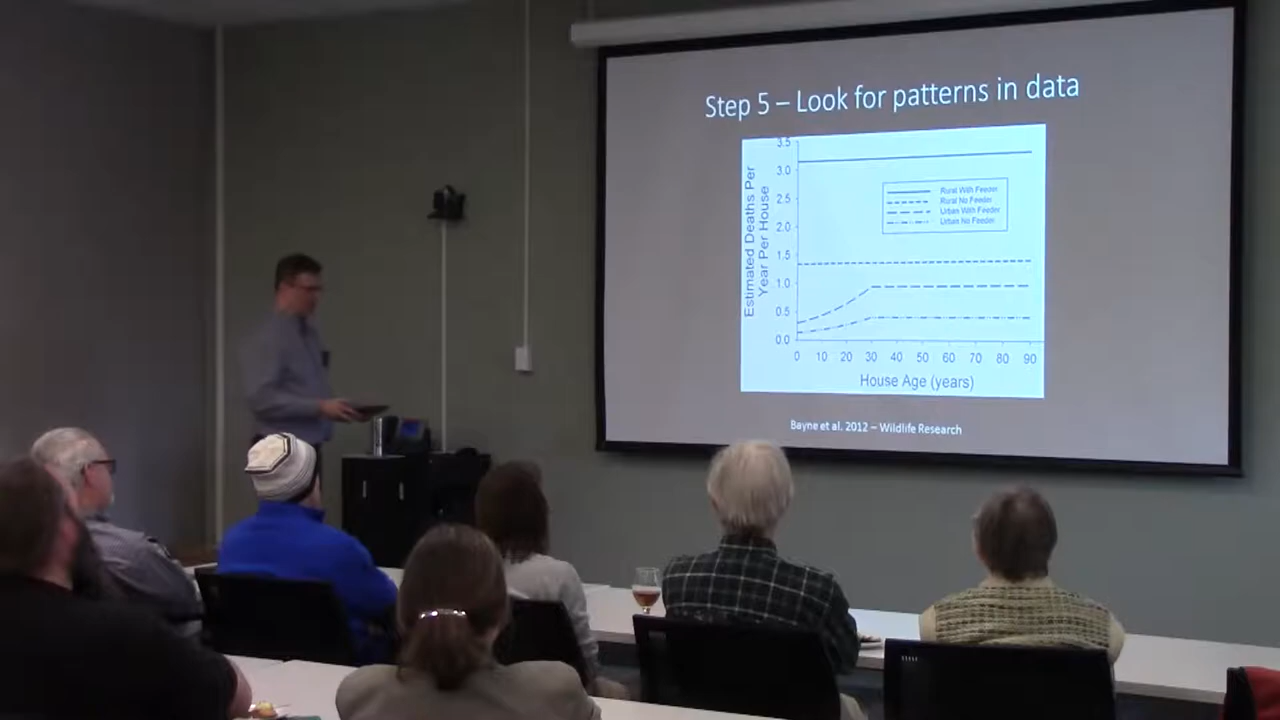 Step 5 – Look for patterns in data
3.5
3.0
2.5
2.0
1.5
1.0
0.5
0.0
Estimated Deaths Per
Year Per House
Rural With Feeder
Rural No Feeder
Urban With Feeder
Urban No Feeder
0 10 20 30 40 50 60 70 80 90
House Age (years)
Bayne et al. 2012 – Wildlife Research